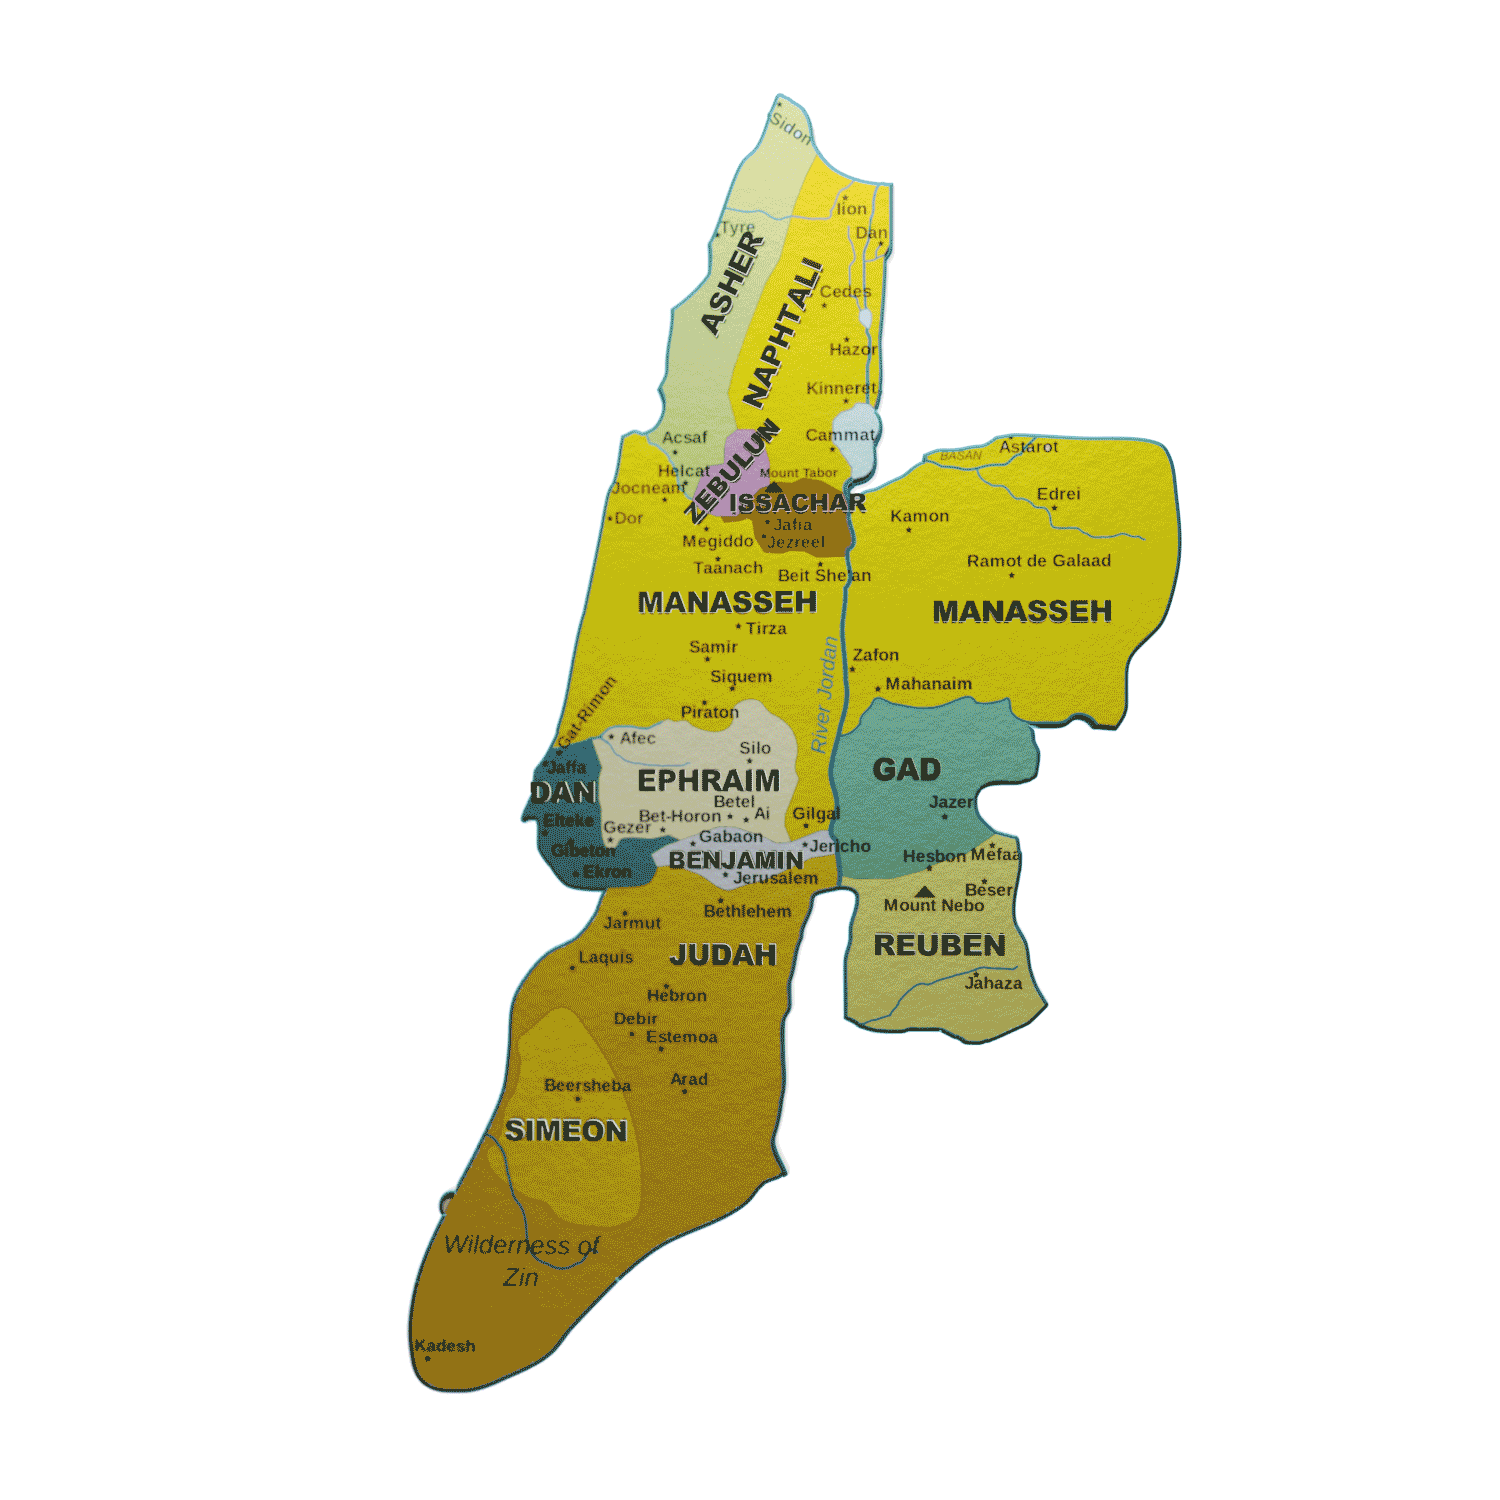 Sidon
Iion
Tyre
Dan
ASHER
NAPHTALI
Cedes
Hazor
Kinneret
Acsaf
Cammat
ZEBULUN
BASAN
Astarot
Helcat
Mount Tabor
Jocneam
ISSACHAR
Edrei
Dor
Jafia
Kamon
Megiddo
Jezreel
Taanach
Beit She'an
Ramot de Galaad
MANASSEH
MANASSEH
Tirza
Samir
Zafon
Siquem
Mahanaim
River Jordan
Gat-Rimon
Piraton
Afec
Silo
Jaffa
EPHRAIM
GAD
DAN
Betel
Jazer
Elteke
Bet-Horon
Ai
Gilgal
Gezer
Gabaon
Jericho
Gibeton
BENJAMIN
Hesbon
Mefaa
Ekron
Jerusalem
Beser
Mount Nebo
Bethlehem
Jarmut
REUBEN
Laquis
JUDAH
Jahaza
Hebron
Debir
Estemoa
Beersheba
Arad
SIMEON
Wilderness of
Zin
Kadesh